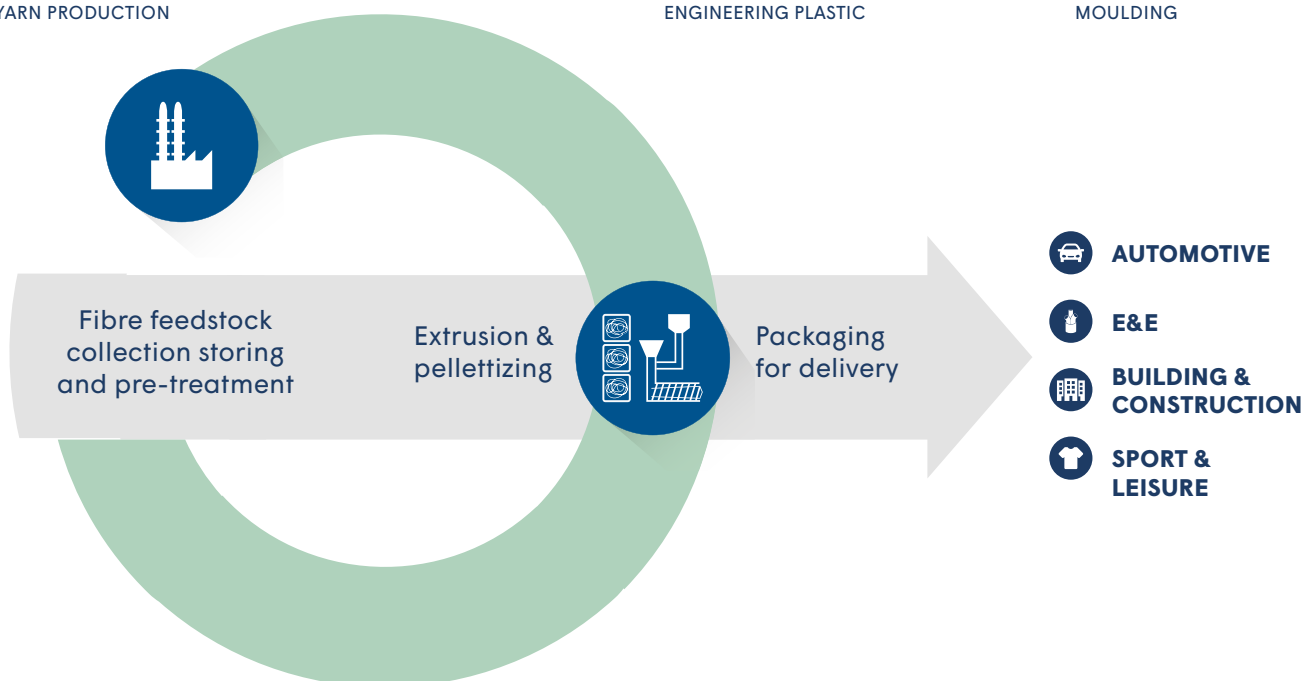 YARN PRODUCTION
ENGINEERING PLASTIC
MOULDING
Fibre feedstock
collection storing
and pre-treatment
Extrusion &
pellettizing
Packaging
for delivery
AUTOMOTIVE
E&E
BUILDING &
CONSTRUCTION
SPORT &
LEISURE